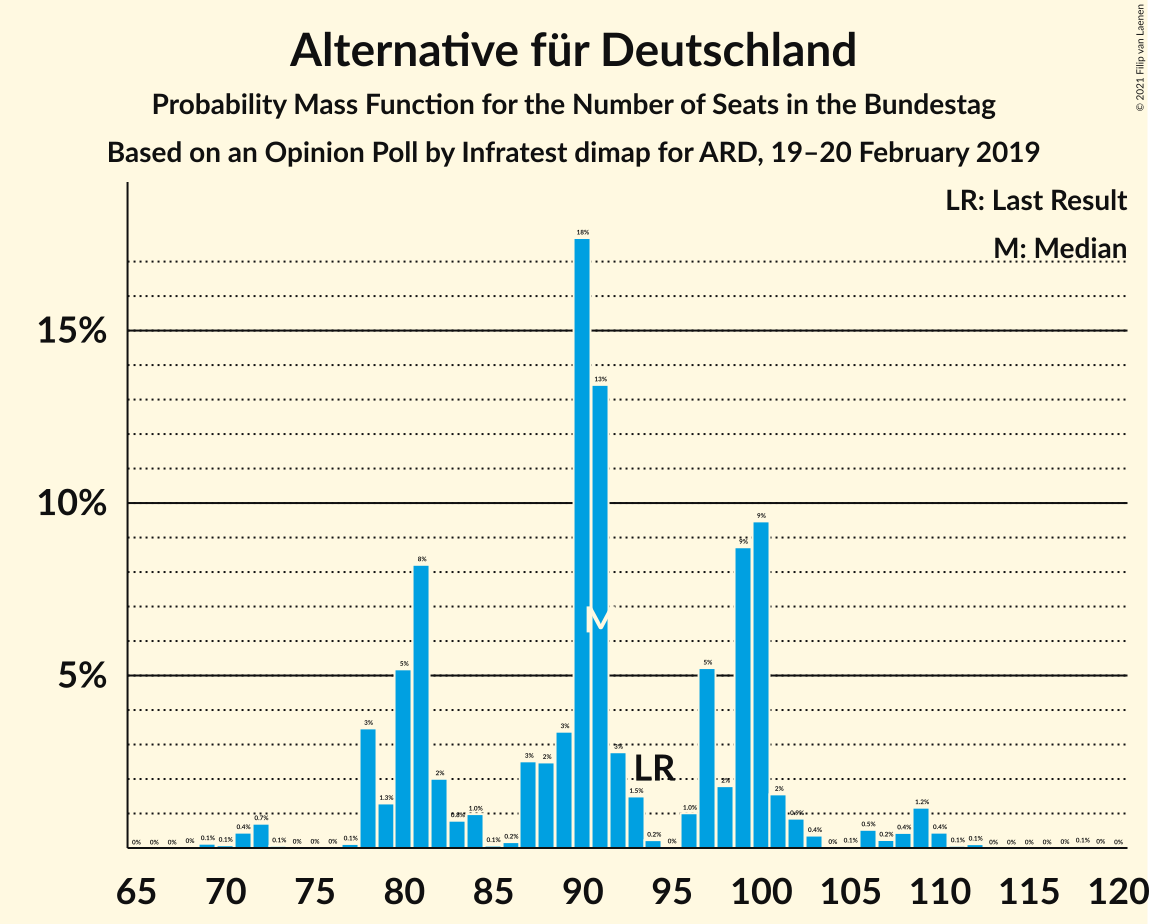 Alternative für Deutschland
Probability Mass Function for the Number of Seats in the Bundestag
Based on an Opinion Poll by Infratest dimap for ARD, 19–20 February 2019
© 2021 Filip van Laenen
LR: Last Result
M: Median
15%
10%
5%
0% 0% 0% 0% 0.1% 0.1% 0.4% 0.7% 0.1% 0% 0% 0% 0.1% 3% 1.3% 5% 8% 2% 0.8% 1.0% 0.1% 0.2% 3% 2% 3% 18% 13% 3% 1.5% 0.2% 0% 1.0% 5% 2% 9% 9% 2% 0.9% 0.4% 0% 0.1% 0.5% 0.2% 0.4% 1.2% 0.4% 0.1% 0.1% 0% 0% 0% 0% 0% 0.1% 0% 0%
M
LR
65 70 75 80 85 90 95 100 105 110 115 120